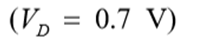 (V_D = 0.7 V)